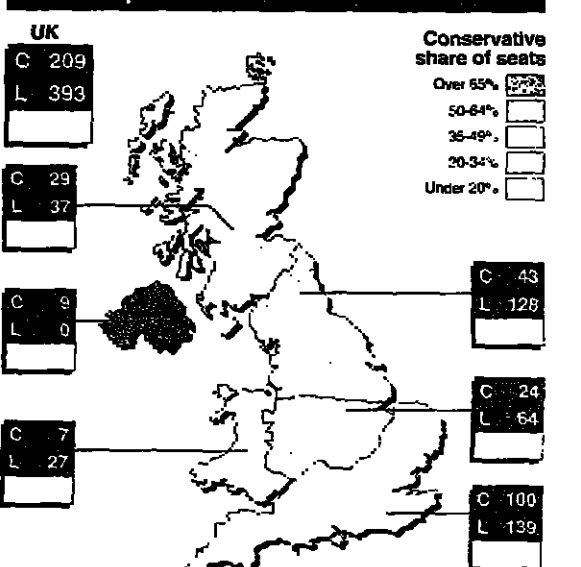 UK
C 209
L 393
Conservative
share of seats
Over 65%
50-64%
35-49%
20-34%
Under 20%
C 29
L 37
C 9
L 0
C 43
L 128
C 24
L 64
C 7
L 27
C 100
L 139